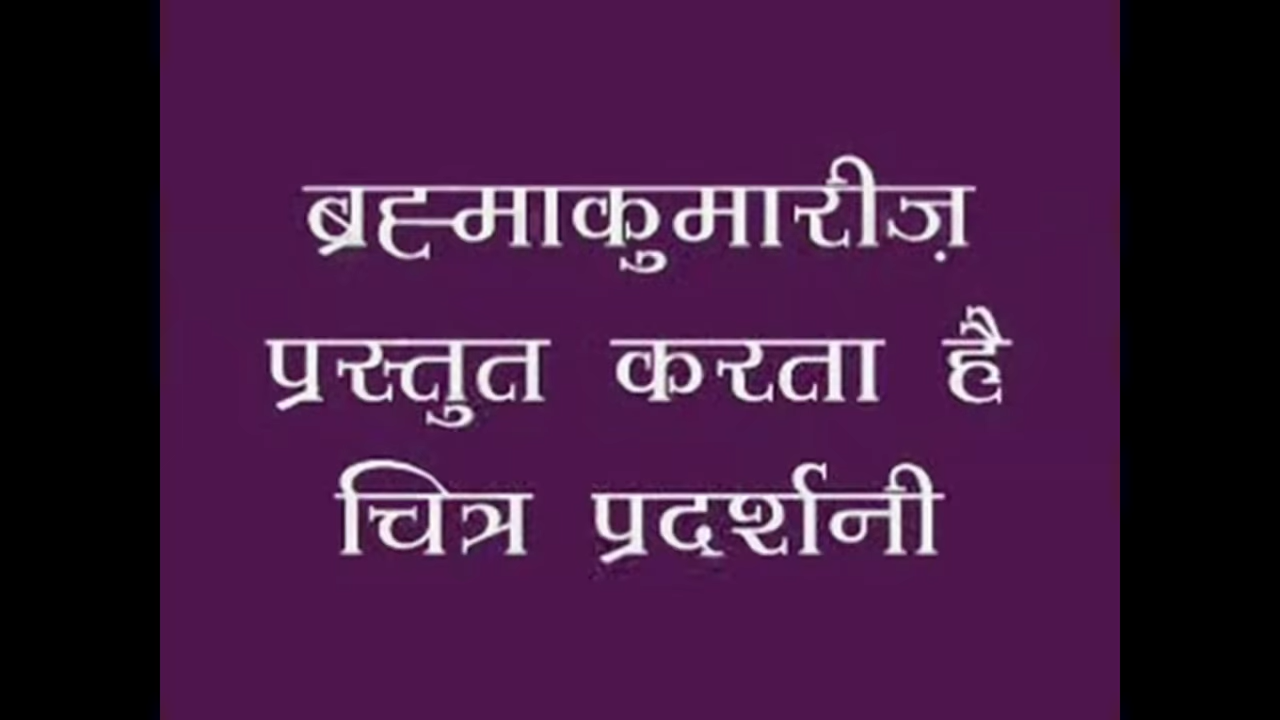 ब्रह्माकुमारीज़
प्रस्तुत करता है
चित्र प्रदर्शनी